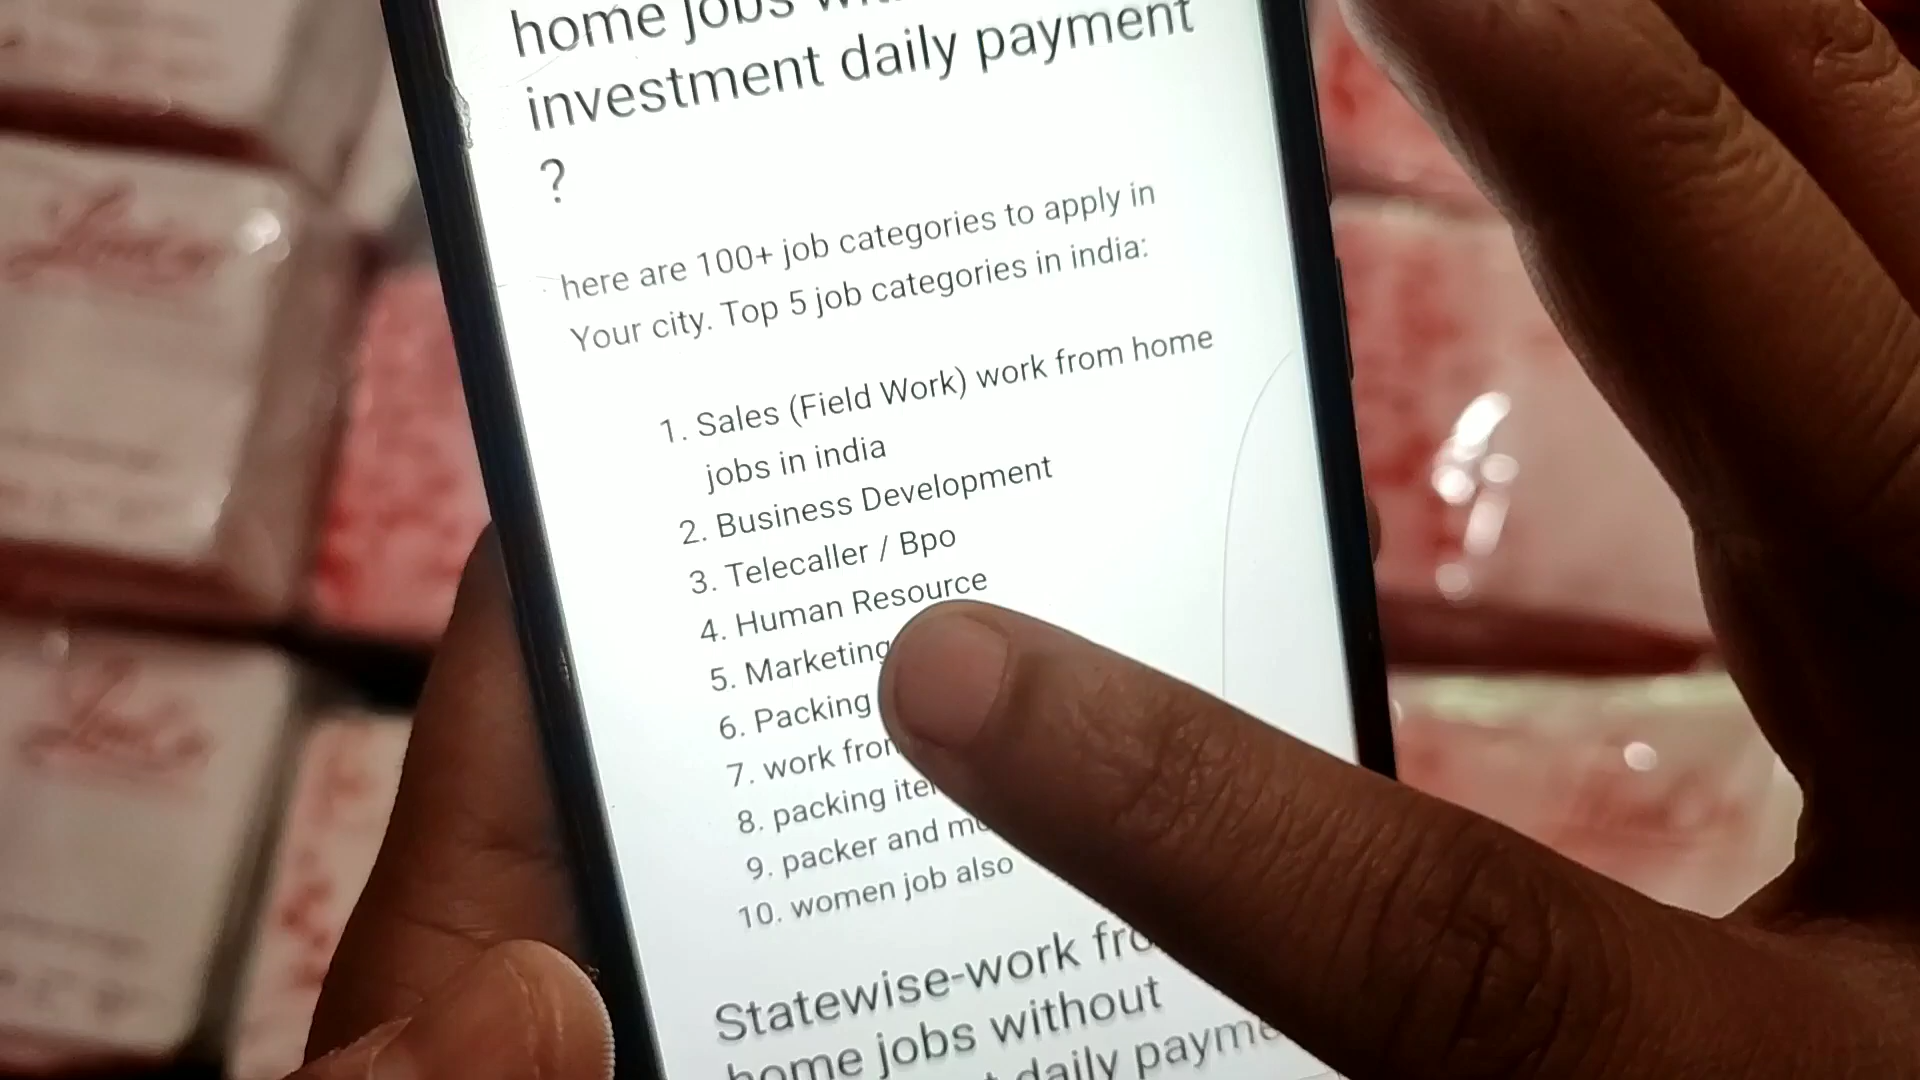 home jobs
investment daily payment
?
here are 100+ job categories to apply in
Your city. Top 5 job categories in india:
1. Sales (Field Work) work from home
jobs in india
2. Business Development
3. Telecaller / Bpo
4. Human Resource
5. Marketing
6. Packing
7. work from
8. packing
9. packer and
10. women job also
Statewise-work
home jobs without
daily